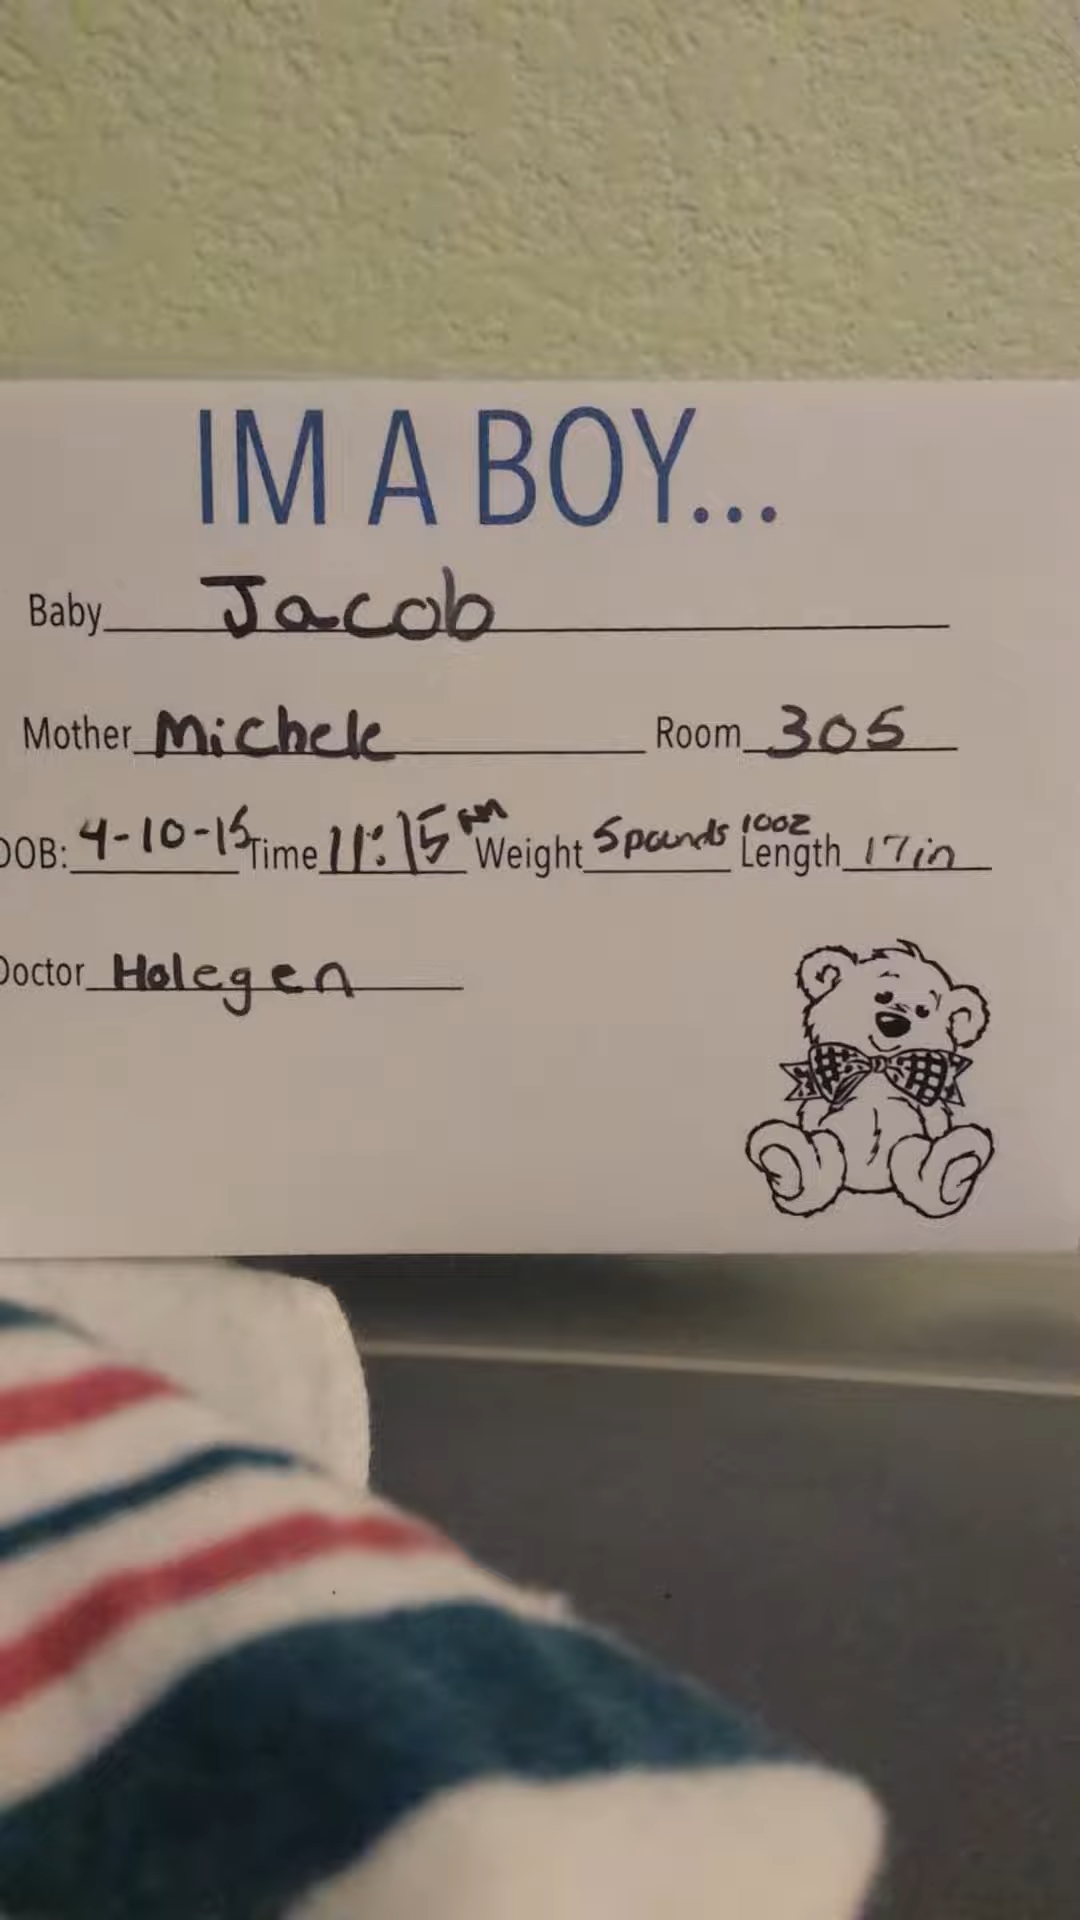 IM A BOY...
Baby Jacob
Mother Michele Room 305
DOB: 4-10-15 Time 11:15 AM Weight 5 pounds 10oz Length 17in
Doctor Holegen